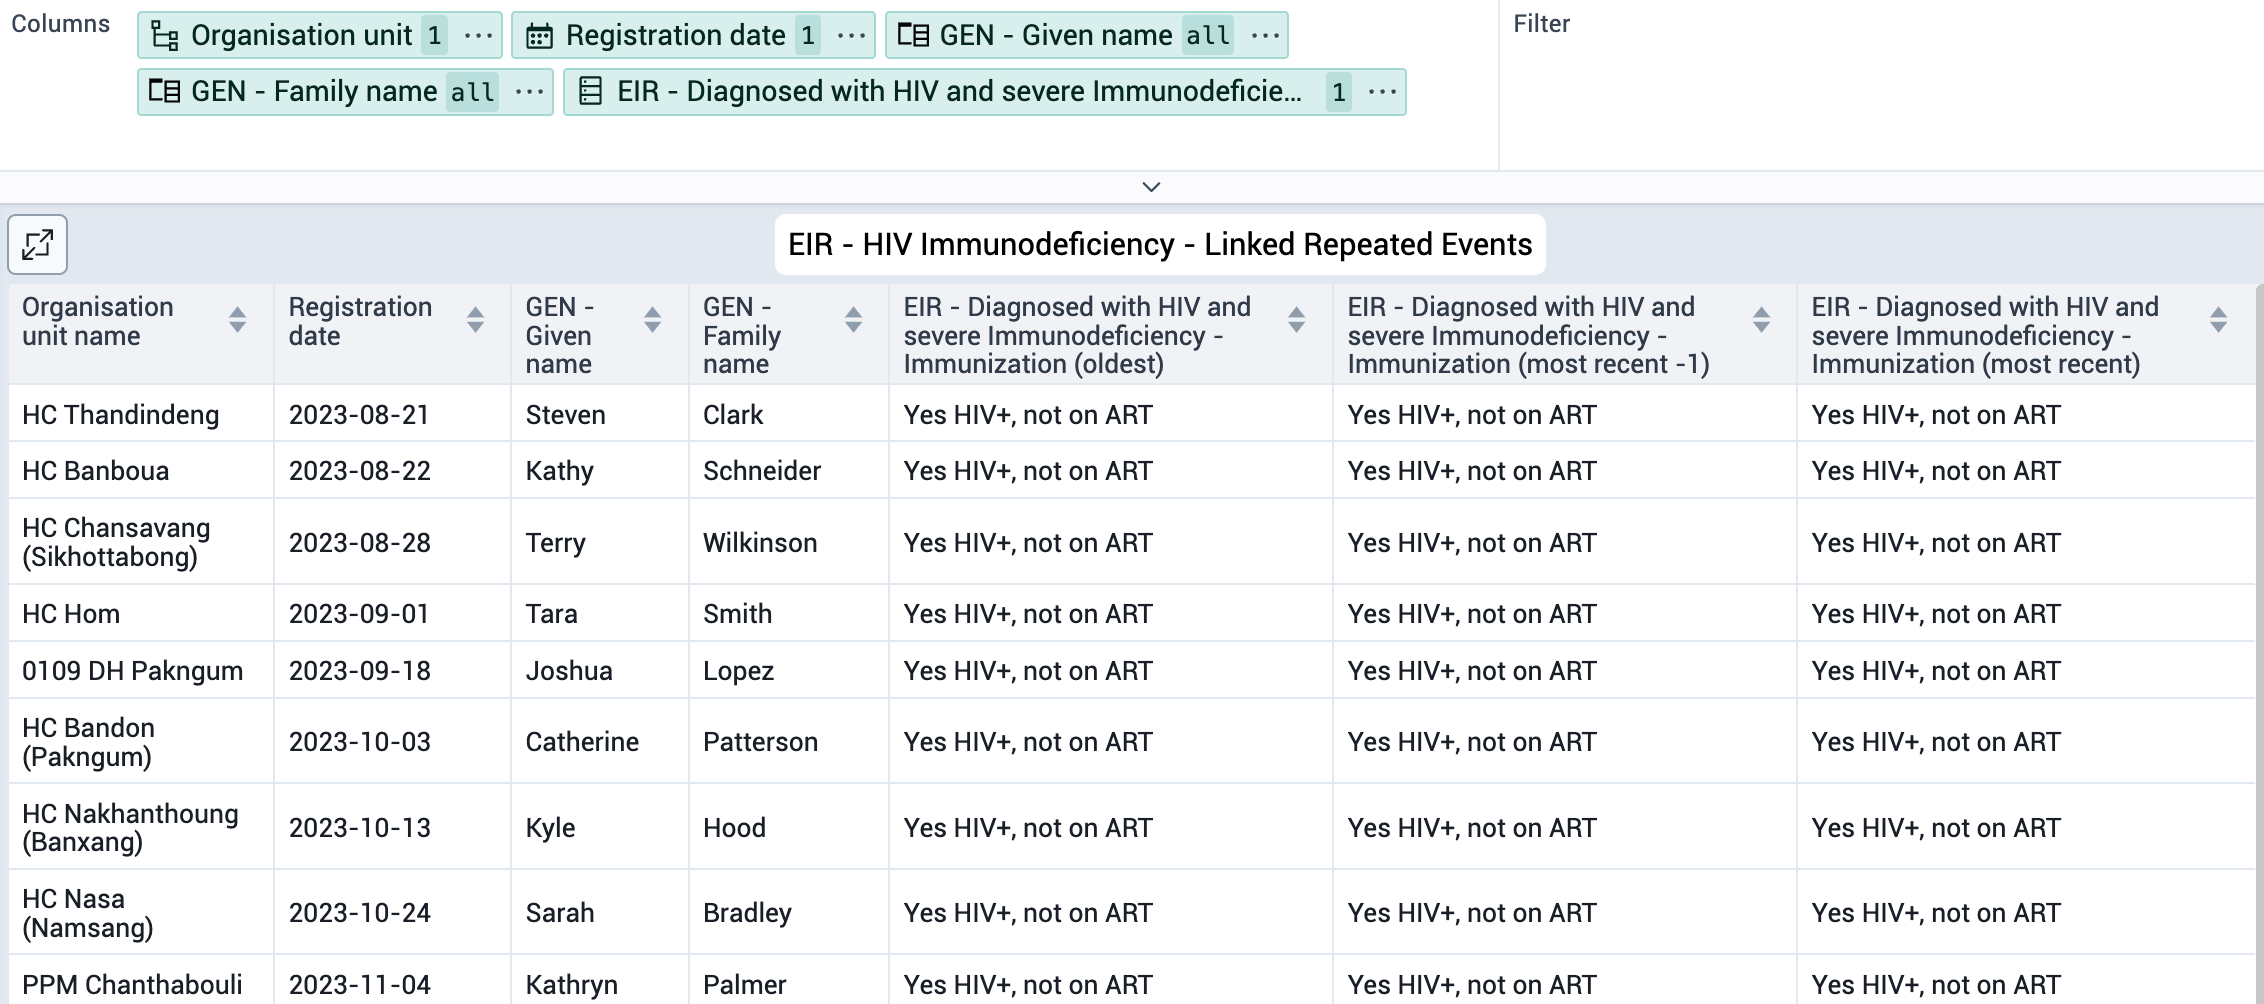 Columns
Organisation unit 1 ...
Registration date 1 ...
GEN - Given name all ...
Filter
GEN - Family name all ...
EIR - Diagnosed with HIV and severe Immunodeficie... 1 ...
EIR - HIV Immunodeficiency - Linked Repeated Events
Organisation
unit name
Registration
date
GEN -
Given
name
GEN -
Family
name
EIR - Diagnosed with HIV and
severe Immunodeficiency -
Immunization (oldest)
EIR - Diagnosed with HIV and
severe Immunodeficiency -
Immunization (most recent -1)
EIR - Diagnosed with HIV and
severe Immunodeficiency -
Immunization (most recent)
HC Thandindeng 2023-08-21 Steven Clark Yes HIV+, not on ART Yes HIV+, not on ART Yes HIV+, not on ART
HC Banboua 2023-08-22 Kathy Schneider Yes HIV+, not on ART Yes HIV+, not on ART Yes HIV+, not on ART
HC Chansavang
(Sikhottabong) 2023-08-28 Terry Wilkinson Yes HIV+, not on ART Yes HIV+, not on ART Yes HIV+, not on ART
HC Hom 2023-09-01 Tara Smith Yes HIV+, not on ART Yes HIV+, not on ART Yes HIV+, not on ART
0109 DH Pakngum 2023-09-18 Joshua Lopez Yes HIV+, not on ART Yes HIV+, not on ART Yes HIV+, not on ART
HC Bandon
(Pakngum) 2023-10-03 Catherine Patterson Yes HIV+, not on ART Yes HIV+, not on ART Yes HIV+, not on ART
HC Nakhanthoung
(Banxang) 2023-10-13 Kyle Hood Yes HIV+, not on ART Yes HIV+, not on ART Yes HIV+, not on ART
HC Nasa
(Namsang) 2023-10-24 Sarah Bradley Yes HIV+, not on ART Yes HIV+, not on ART Yes HIV+, not on ART
PPM Chanthabouli 2023-11-04 Kathryn Palmer Yes HIV+, not on ART Yes HIV+, not on ART Yes HIV+, not on ART